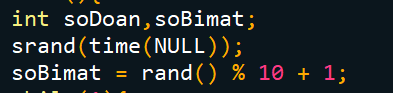 int soDoan,soBimat;
srand(time(NULL));
soBimat = rand() % 10 + 1;